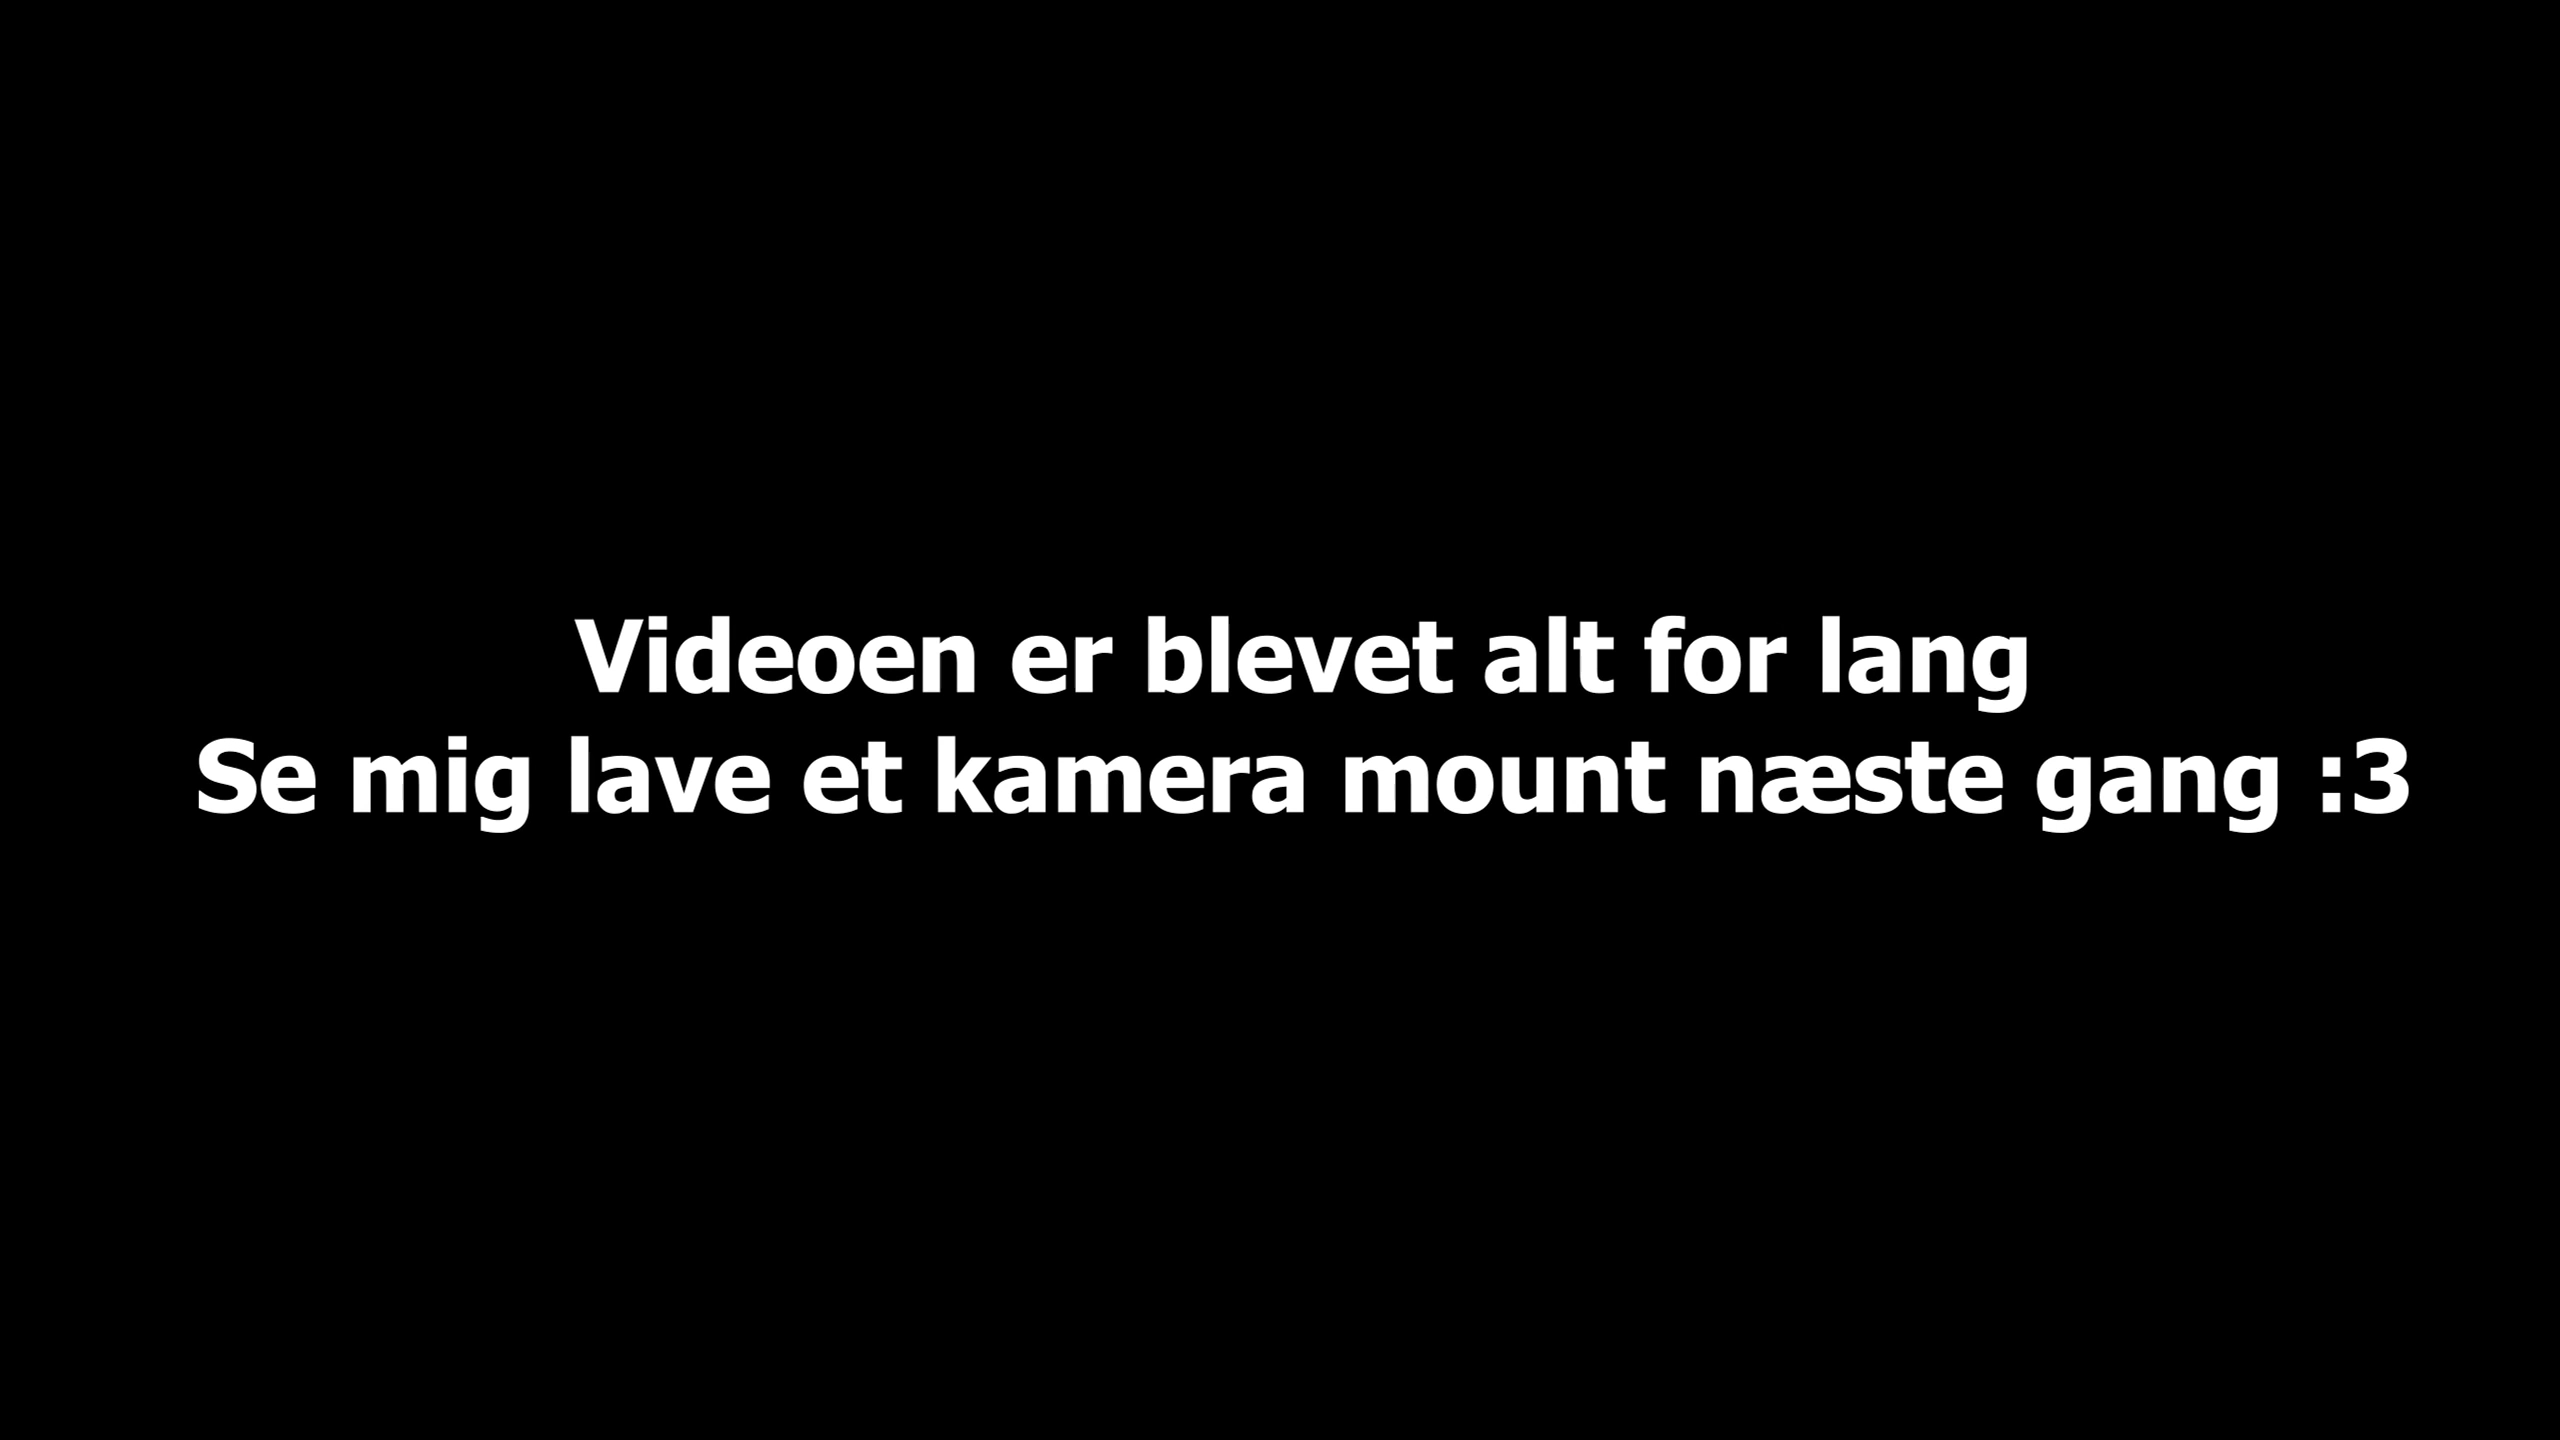 Videoen er blevet alt for lang
Se mig lave et kamera mount næste gang :3